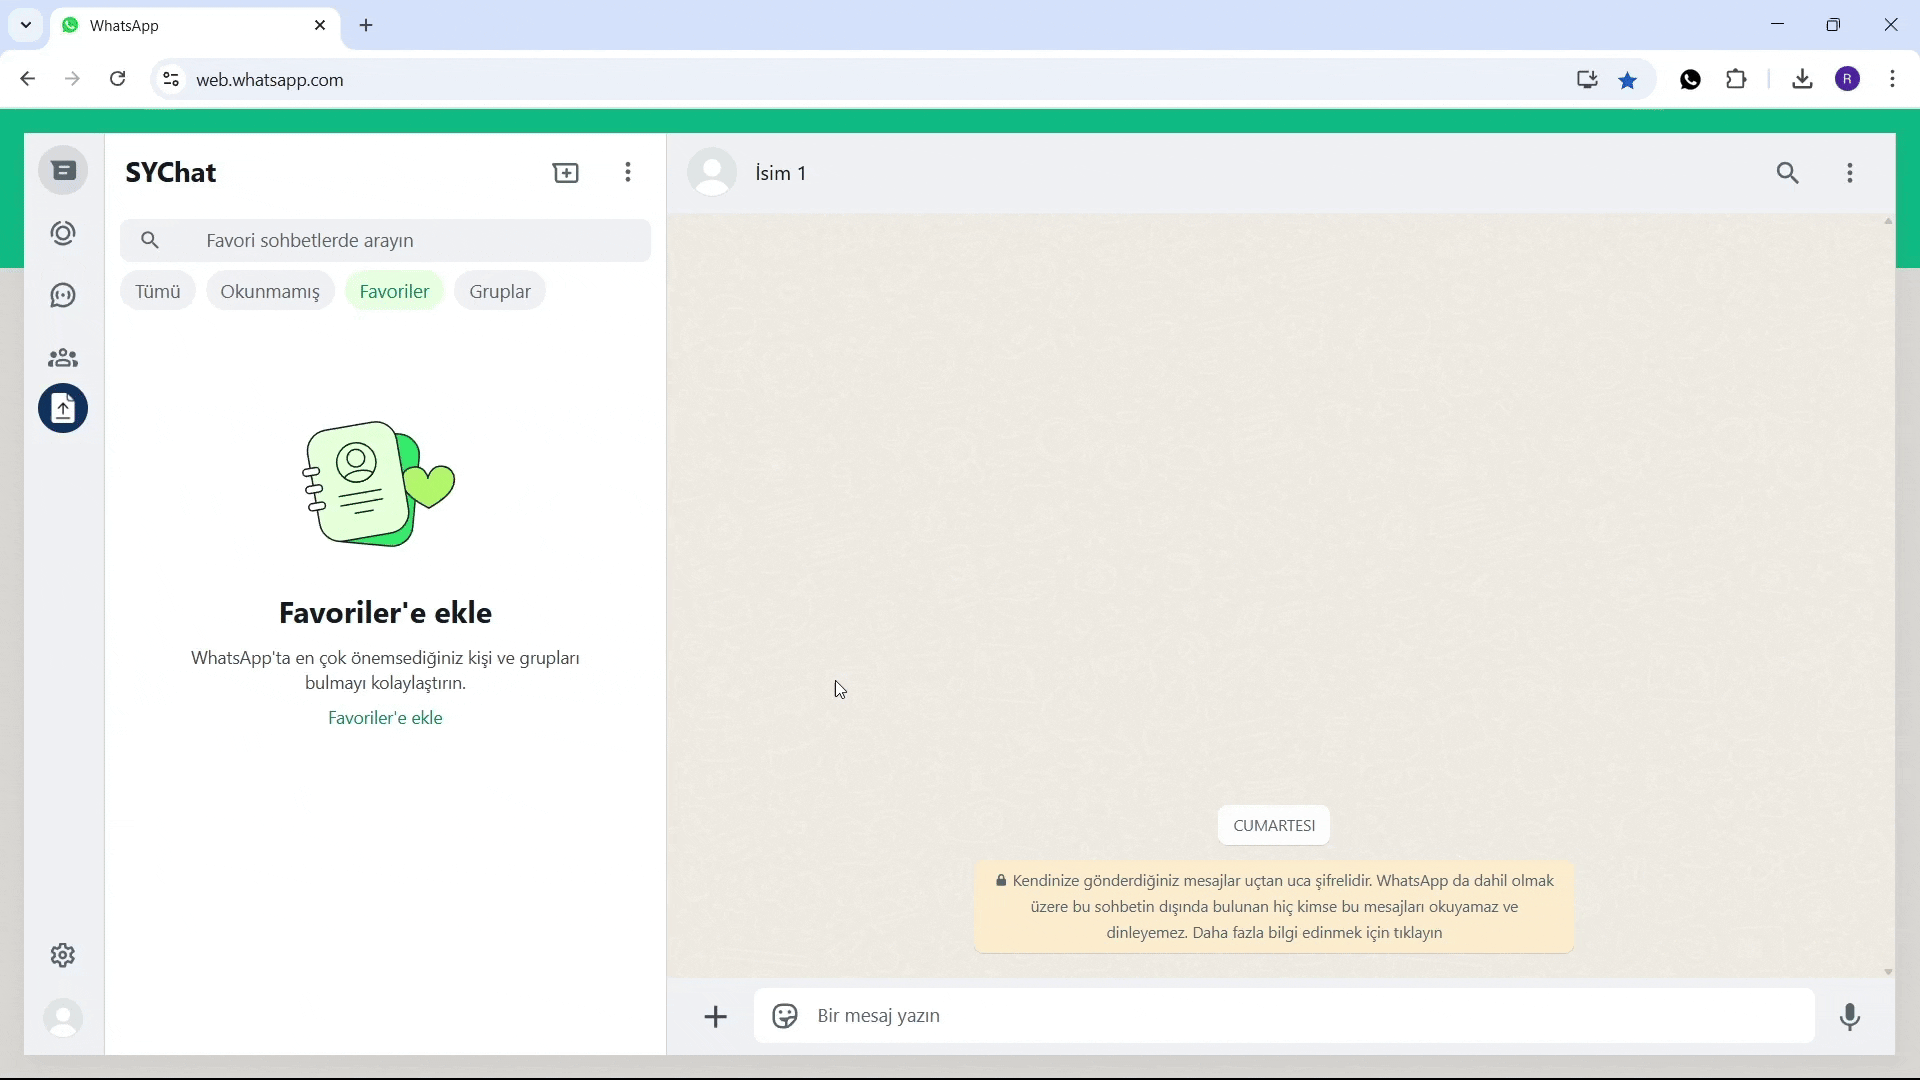 WhatsApp
web.whatsapp.com
R
SYChat
Favori sohbetlerde arayın
Tümü
Okunmamış
Favoriler
Gruplar
Favoriler'e ekle
WhatsApp'ta en çok önemsediğiniz kişi ve grupları
bulmayı kolaylaştırın.
Favoriler'e ekle
İsim 1
CUMARTESI
Kendinize gönderdiğiniz mesajlar uçtan uca şifrelidir. WhatsApp da dahil olmak
üzere bu sohbetin dışında bulunan hiç kimse bu mesajları okuyamaz ve
dinleyemez. Daha fazla bilgi edinmek için tıklayın
Bir mesaj yazın